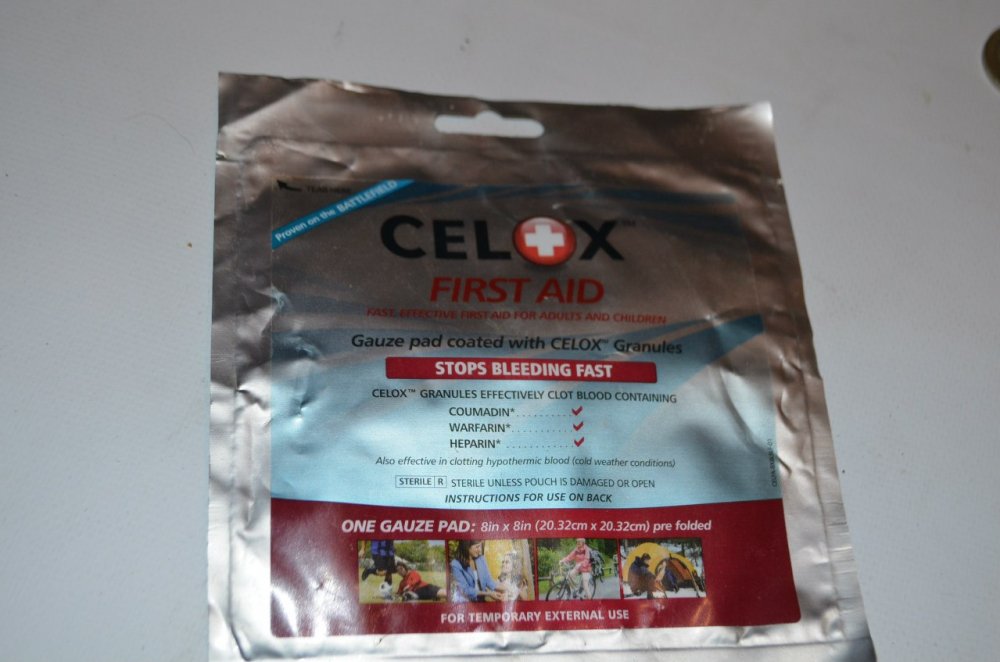 TEAR HERE
Proven on the BATTLEFIELD
CELOX™
FIRST AID
FAST, EFFECTIVE FIRST AID FOR ADULTS AND CHILDREN
Gauze pad coated with CELOX™ Granules
STOPS BLEEDING FAST
CELOX™ GRANULES EFFECTIVELY CLOT BLOOD CONTAINING
COUMADIN*..........✔
WARFARIN*..........✔
HEPARIN*..........✔
Also effective in clotting hypothermic blood (cold weather conditions)
STERILE R STERILE UNLESS POUCH IS DAMAGED OR OPEN
INSTRUCTIONS FOR USE ON BACK
ONE GAUZE PAD: 8in x 8in (20.32cm x 20.32cm) pre folded
FOR TEMPORARY EXTERNAL USE